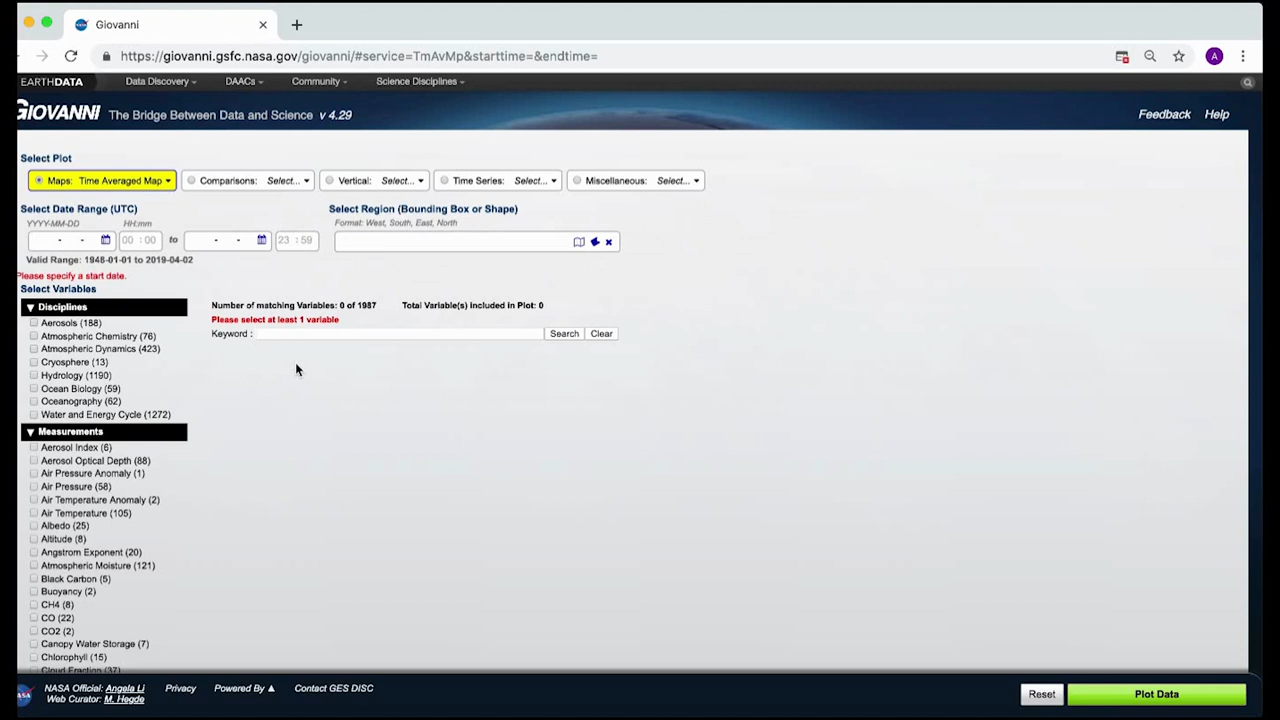 Giovanni
https://giovanni.gsfc.nasa.gov/giovanni/#service=TmAvMp&starttime=&endtime=
A
EARTHDATA Data Discovery DAACs Community Science Disciplines
GIOVANNI The Bridge Between Data and Science v 4.29 Feedback Help
Select Plot
Maps: Time Averaged Map Comparisons: Select... Vertical: Select... Time Series: Select... Miscellaneous: Select...
Select Date Range (UTC) Select Region (Bounding Box or Shape)
YYYY-MM-DD HH:mm Format: West, South, East, North
- - 00 : 00 to - - 23 : 59
Valid Range: 1948-01-01 to 2019-04-02
Please specify a start date.
Select Variables
Disciplines Number of matching Variables: 0 of 1987 Total Variable(s) included in Plot: 0
Please select at least 1 variable
Keyword : Search Clear
Aerosols (188)
Atmospheric Chemistry (76)
Atmospheric Dynamics (423)
Cryosphere (13)
Hydrology (1190)
Ocean Biology (59)
Oceanography (62)
Water and Energy Cycle (1272)
Measurements
Aerosol Index (6)
Aerosol Optical Depth (88)
Air Pressure Anomaly (1)
Air Pressure (58)
Air Temperature Anomaly (2)
Air Temperature (105)
Albedo (25)
Altitude (8)
Angstrom Exponent (20)
Atmospheric Moisture (121)
Black Carbon (5)
Buoyancy (2)
CH4 (8)
CO (22)
CO2 (2)
Canopy Water Storage (7)
Chlorophyll (15)
Cloud Fraction (37)
NASA Official: Angela Li Privacy Powered By Contact GES DISC
Web Curator: M. Hegde
Reset Plot Data